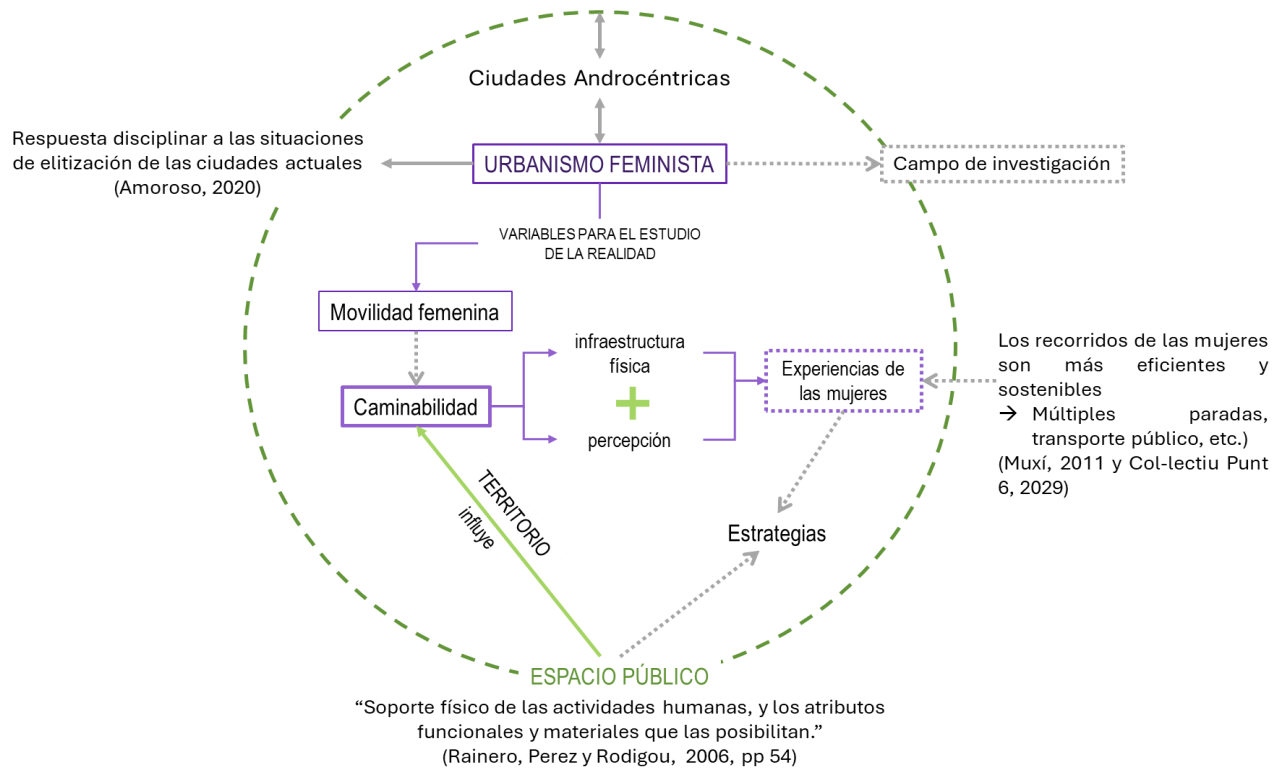 Ciudades Androcéntricas
Respuesta disciplinar a las situaciones
de elitización de las ciudades actuales
(Amoroso, 2020)
URBANISMO FEMINISTA
Campo de investigación
VARIABLES PARA EL ESTUDIO
DE LA REALIDAD
Movilidad femenina
Caminabilidad
infraestructura
física
+
percepción
Experiencias de
las mujeres
Los recorridos de las mujeres
son más eficientes y
sostenibles
→ Múltiples paradas,
transporte público, etc.)
(Muxí, 2011 y Col-lectiu Punt
6, 2029)
TERRITORIO
influye
Estrategias
ESPACIO PÚBLICO
“Soporte físico de las actividades humanas, y los atributos
funcionales y materiales que las posibilitan.”
(Rainero, Perez y Rodigou, 2006, pp 54)